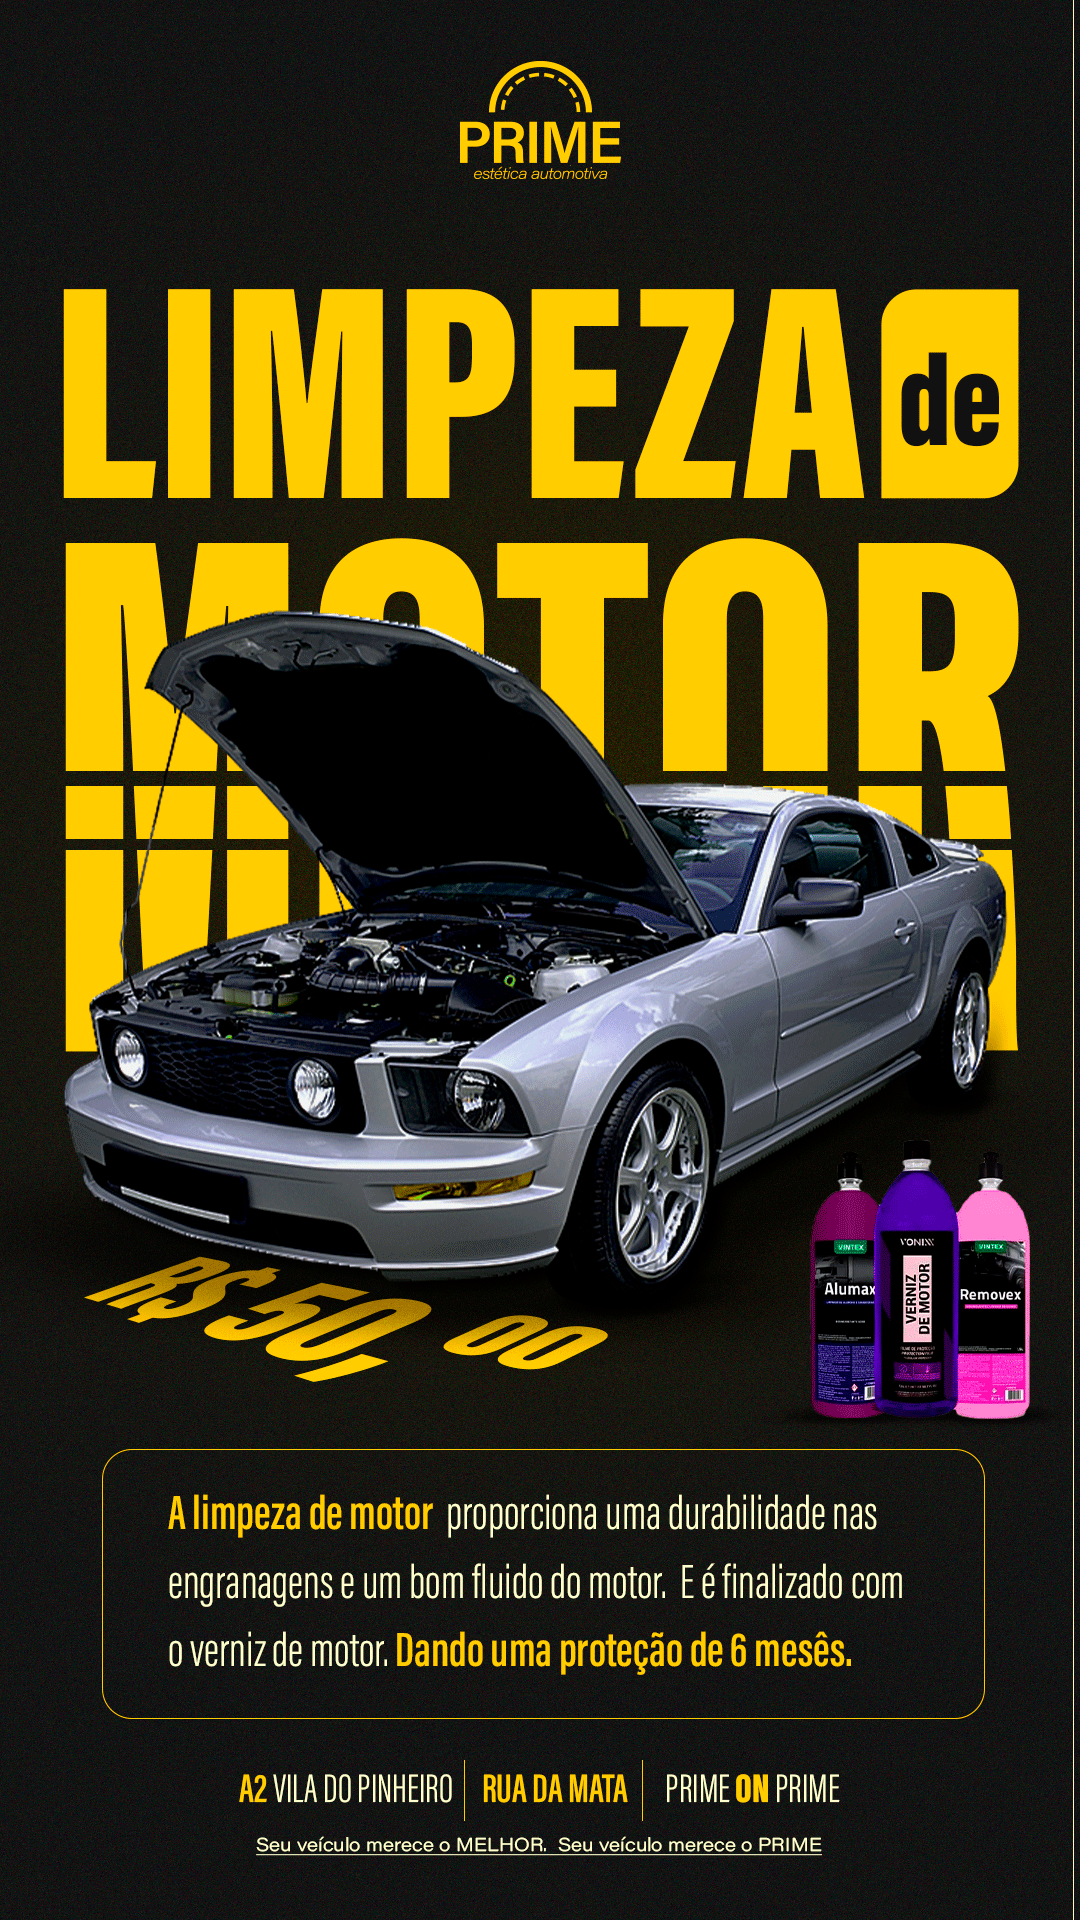 PRIME
estética automotiva
LIMPEZA de
MOTOR
R$ 50,00
VINTEX
Alumax
VONIXX
VERNIZ
DE MOTOR
VINTEX
Removex
A limpeza de motor proporciona uma durabilidade nas
engranagens e um bom fluido do motor. E é finalizado com
o verniz de motor. Dando uma proteção de 6 mesês.
A2 VILA DO PINHEIRO RUA DA MATA PRIME ON PRIME
Seu veículo merece o MELHOR. Seu veículo merece o PRIME